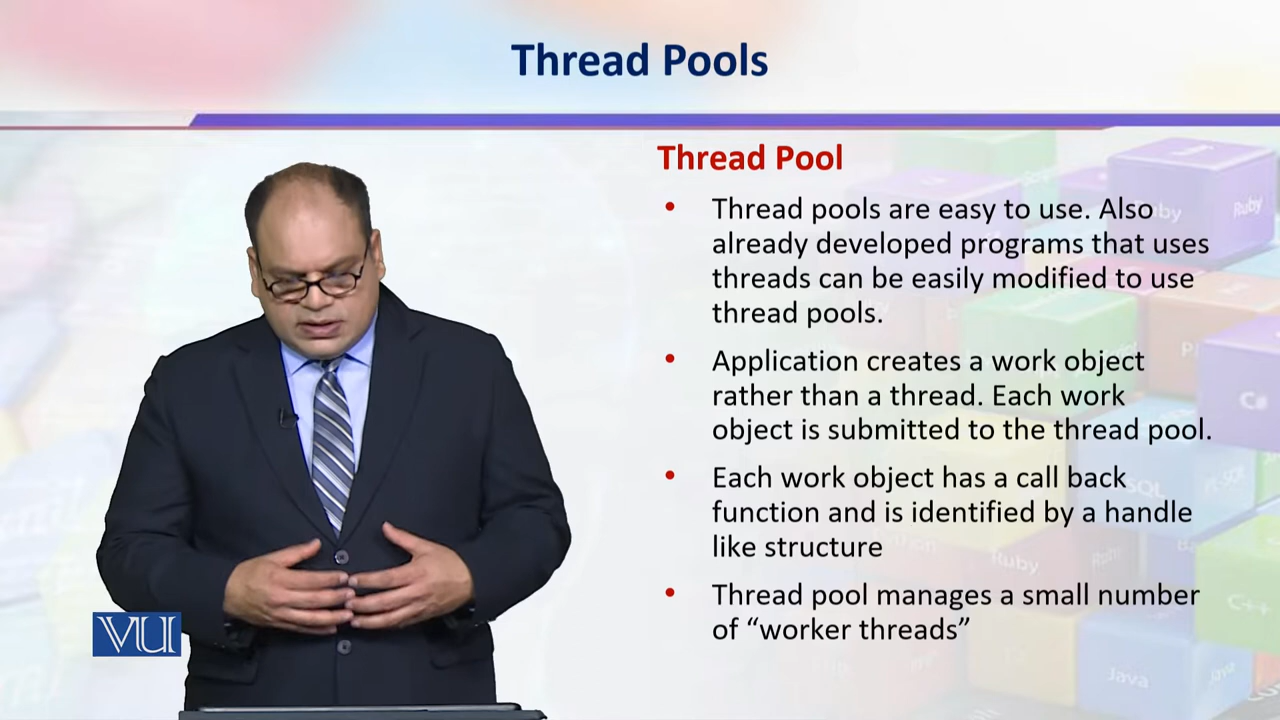 Thread Pools
Thread Pool
• Thread pools are easy to use. Also
already developed programs that uses
threads can be easily modified to use
thread pools.
• Application creates a work object
rather than a thread. Each work
object is submitted to the thread pool.
• Each work object has a call back
function and is identified by a handle
like structure
• Thread pool manages a small number
of “worker threads”
VU
Ruby
C#
Ruby
C++
Java